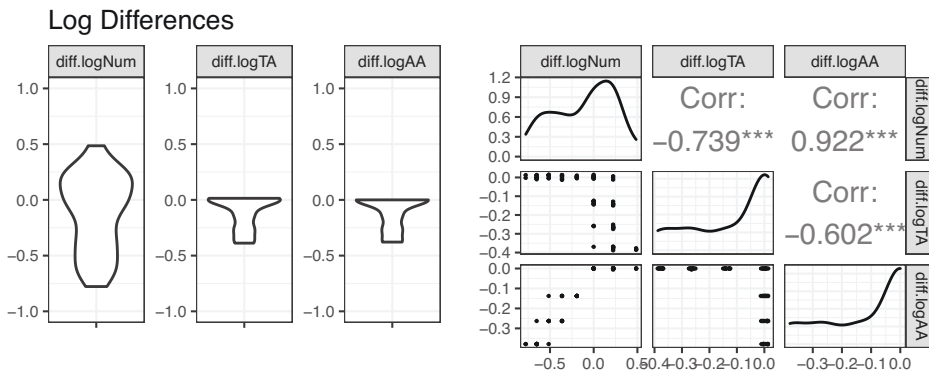 Log Differences
diff.logNum diff.logTA diff.logAA
1.0 1.0 1.0
0.5 0.5 0.5
0.0 0.0 0.0
−0.5 −0.5 −0.5
−1.0 −1.0 −1.0
diff.logNum diff.logTA diff.logAA
1.2
0.9
0.6
0.3
0.0
Corr:
−0.739***
Corr:
0.922***
diff.logNum
0.0
−0.1
−0.2
−0.3
−0.4
Corr:
−0.602***
diff.logTA
0.0
−0.1
−0.2
−0.3
diff.logAA
−0.5 0.0 0.5
−0.4 −0.3 −0.2 −0.1 0.0
−0.3 −0.2 −0.1 0.0